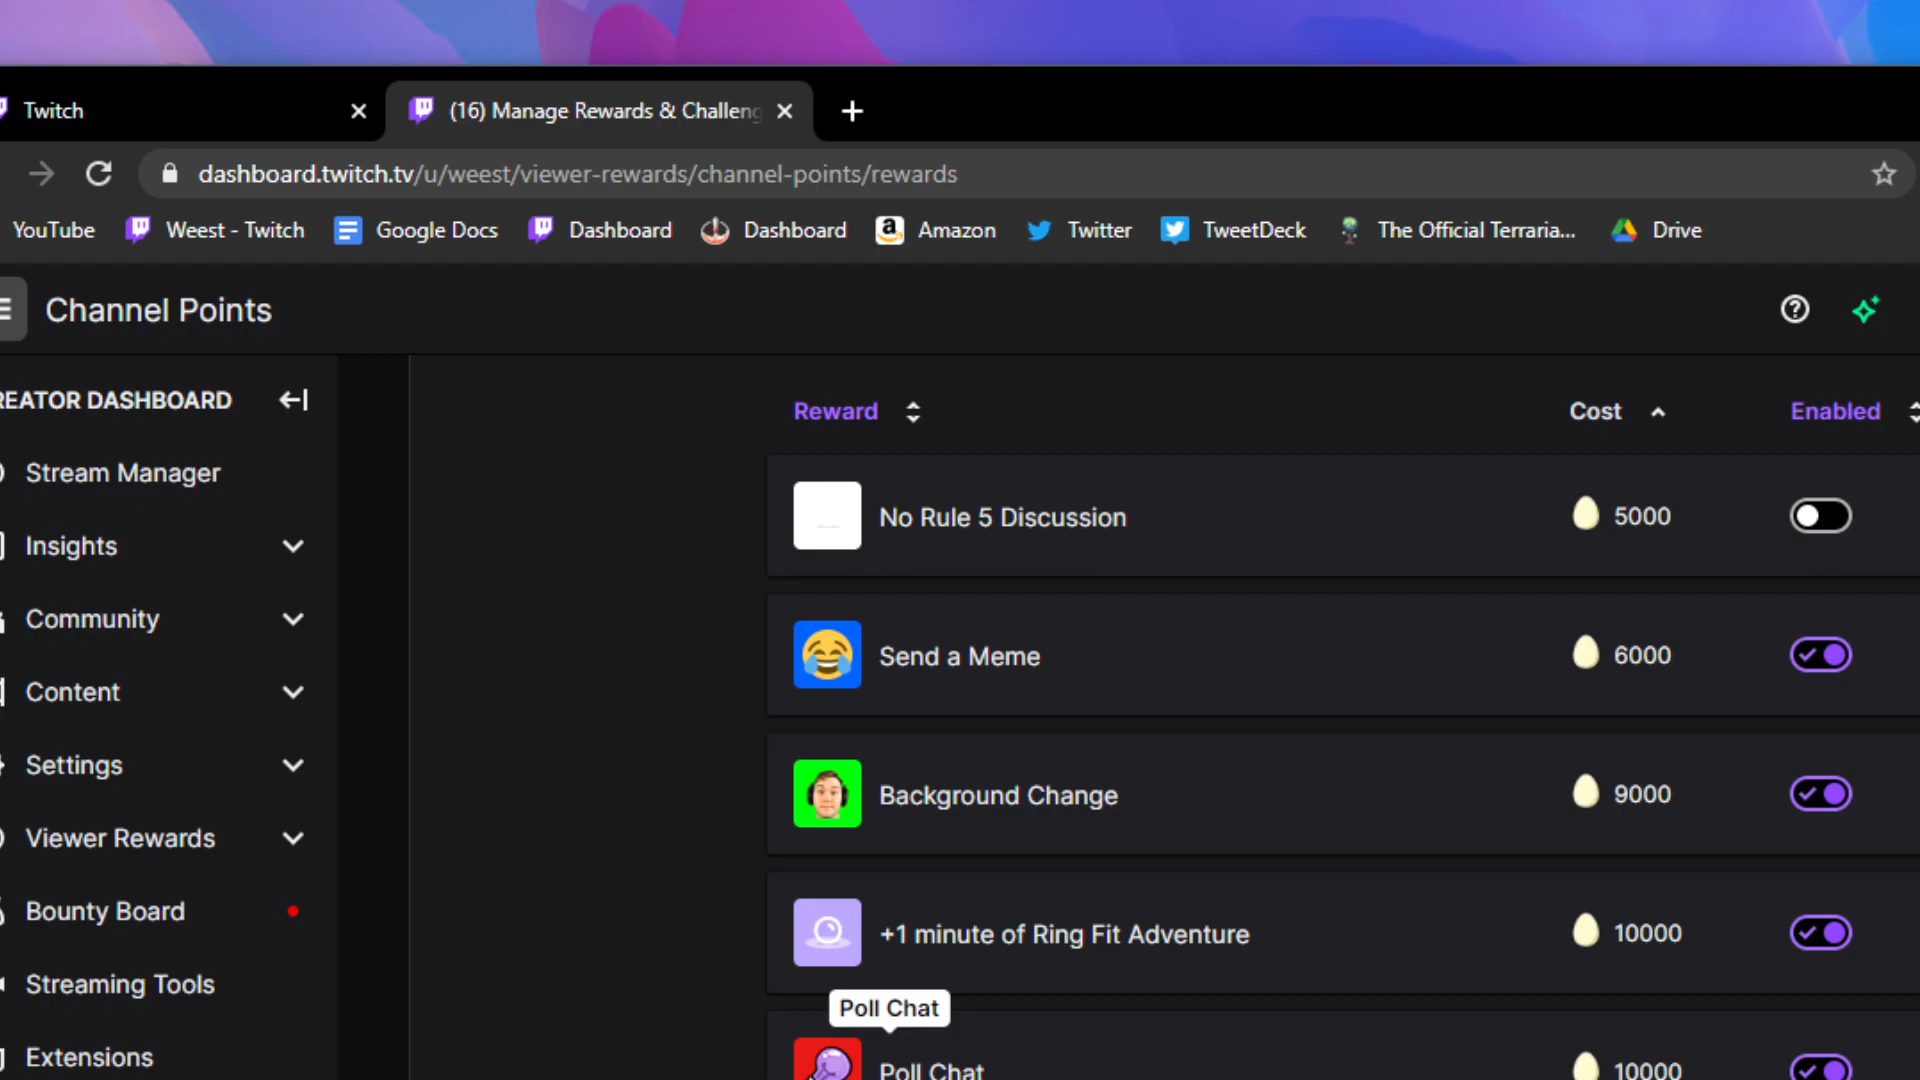 Twitch
(16) Manage Rewards & Challeng
dashboard.twitch.tv/u/weest/viewer-rewards/channel-points/rewards
YouTube Weest - Twitch Google Docs Dashboard Dashboard Amazon Twitter TweetDeck The Official Terraria... Drive
Channel Points
REATOR DASHBOARD
Stream Manager
Insights
Community
Content
Settings
Viewer Rewards
Bounty Board
Streaming Tools
Extensions
Reward Cost Enabled
No Rule 5 Discussion 5000
Send a Meme 6000
Background Change 9000
+1 minute of Ring Fit Adventure 10000
Poll Chat
Poll Chat 10000